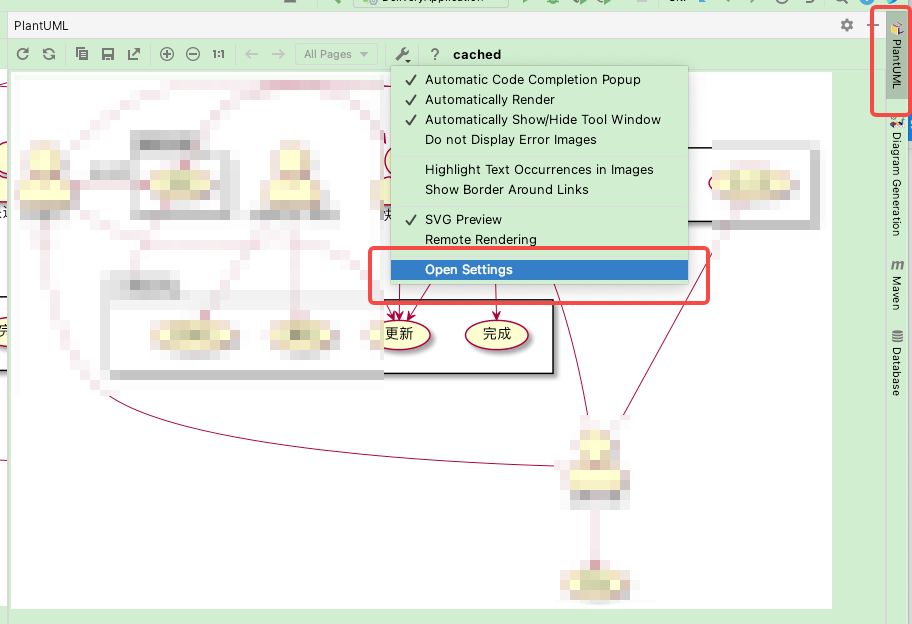 PlantUML
1:1
All Pages
?
cached
Automatic Code Completion Popup
Automatically Render
Automatically Show/Hide Tool Window
Do not Display Error Images
Highlight Text Occurrences in Images
Show Border Around Links
SVG Preview
Remote Rendering
Open Settings
更新
完成
PlantUML
Diagram Generation
m
Maven
Database